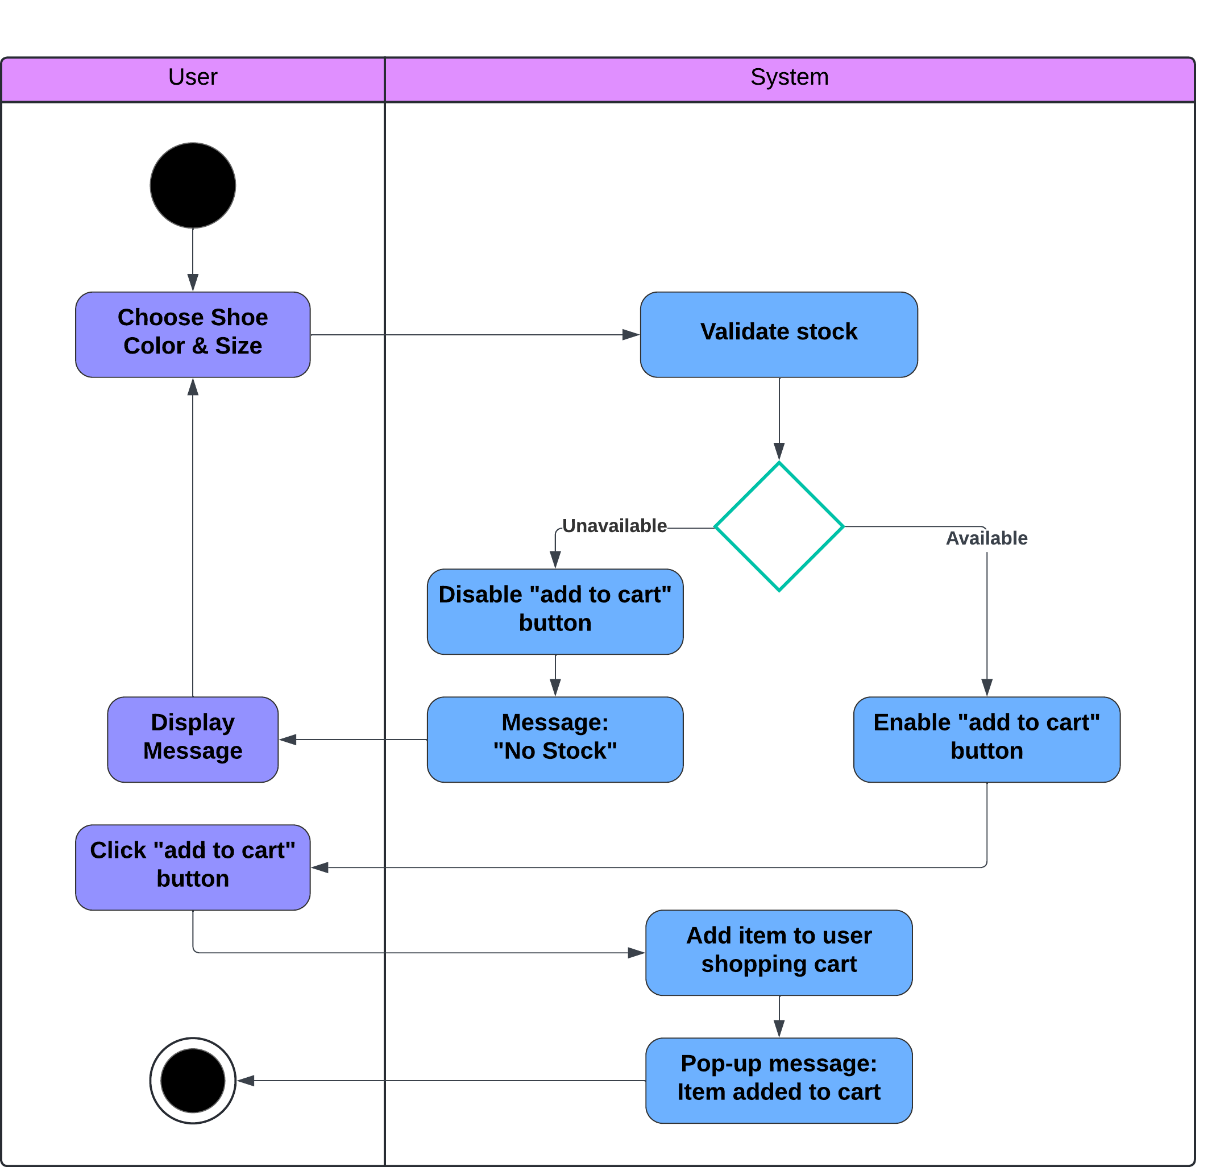 User
System
Choose Shoe
Color & Size
Validate stock
Unavailable
Available
Disable "add to cart"
button
Display
Message
Message:
"No Stock"
Enable "add to cart"
button
Click "add to cart"
button
Add item to user
shopping cart
Pop-up message:
Item added to cart